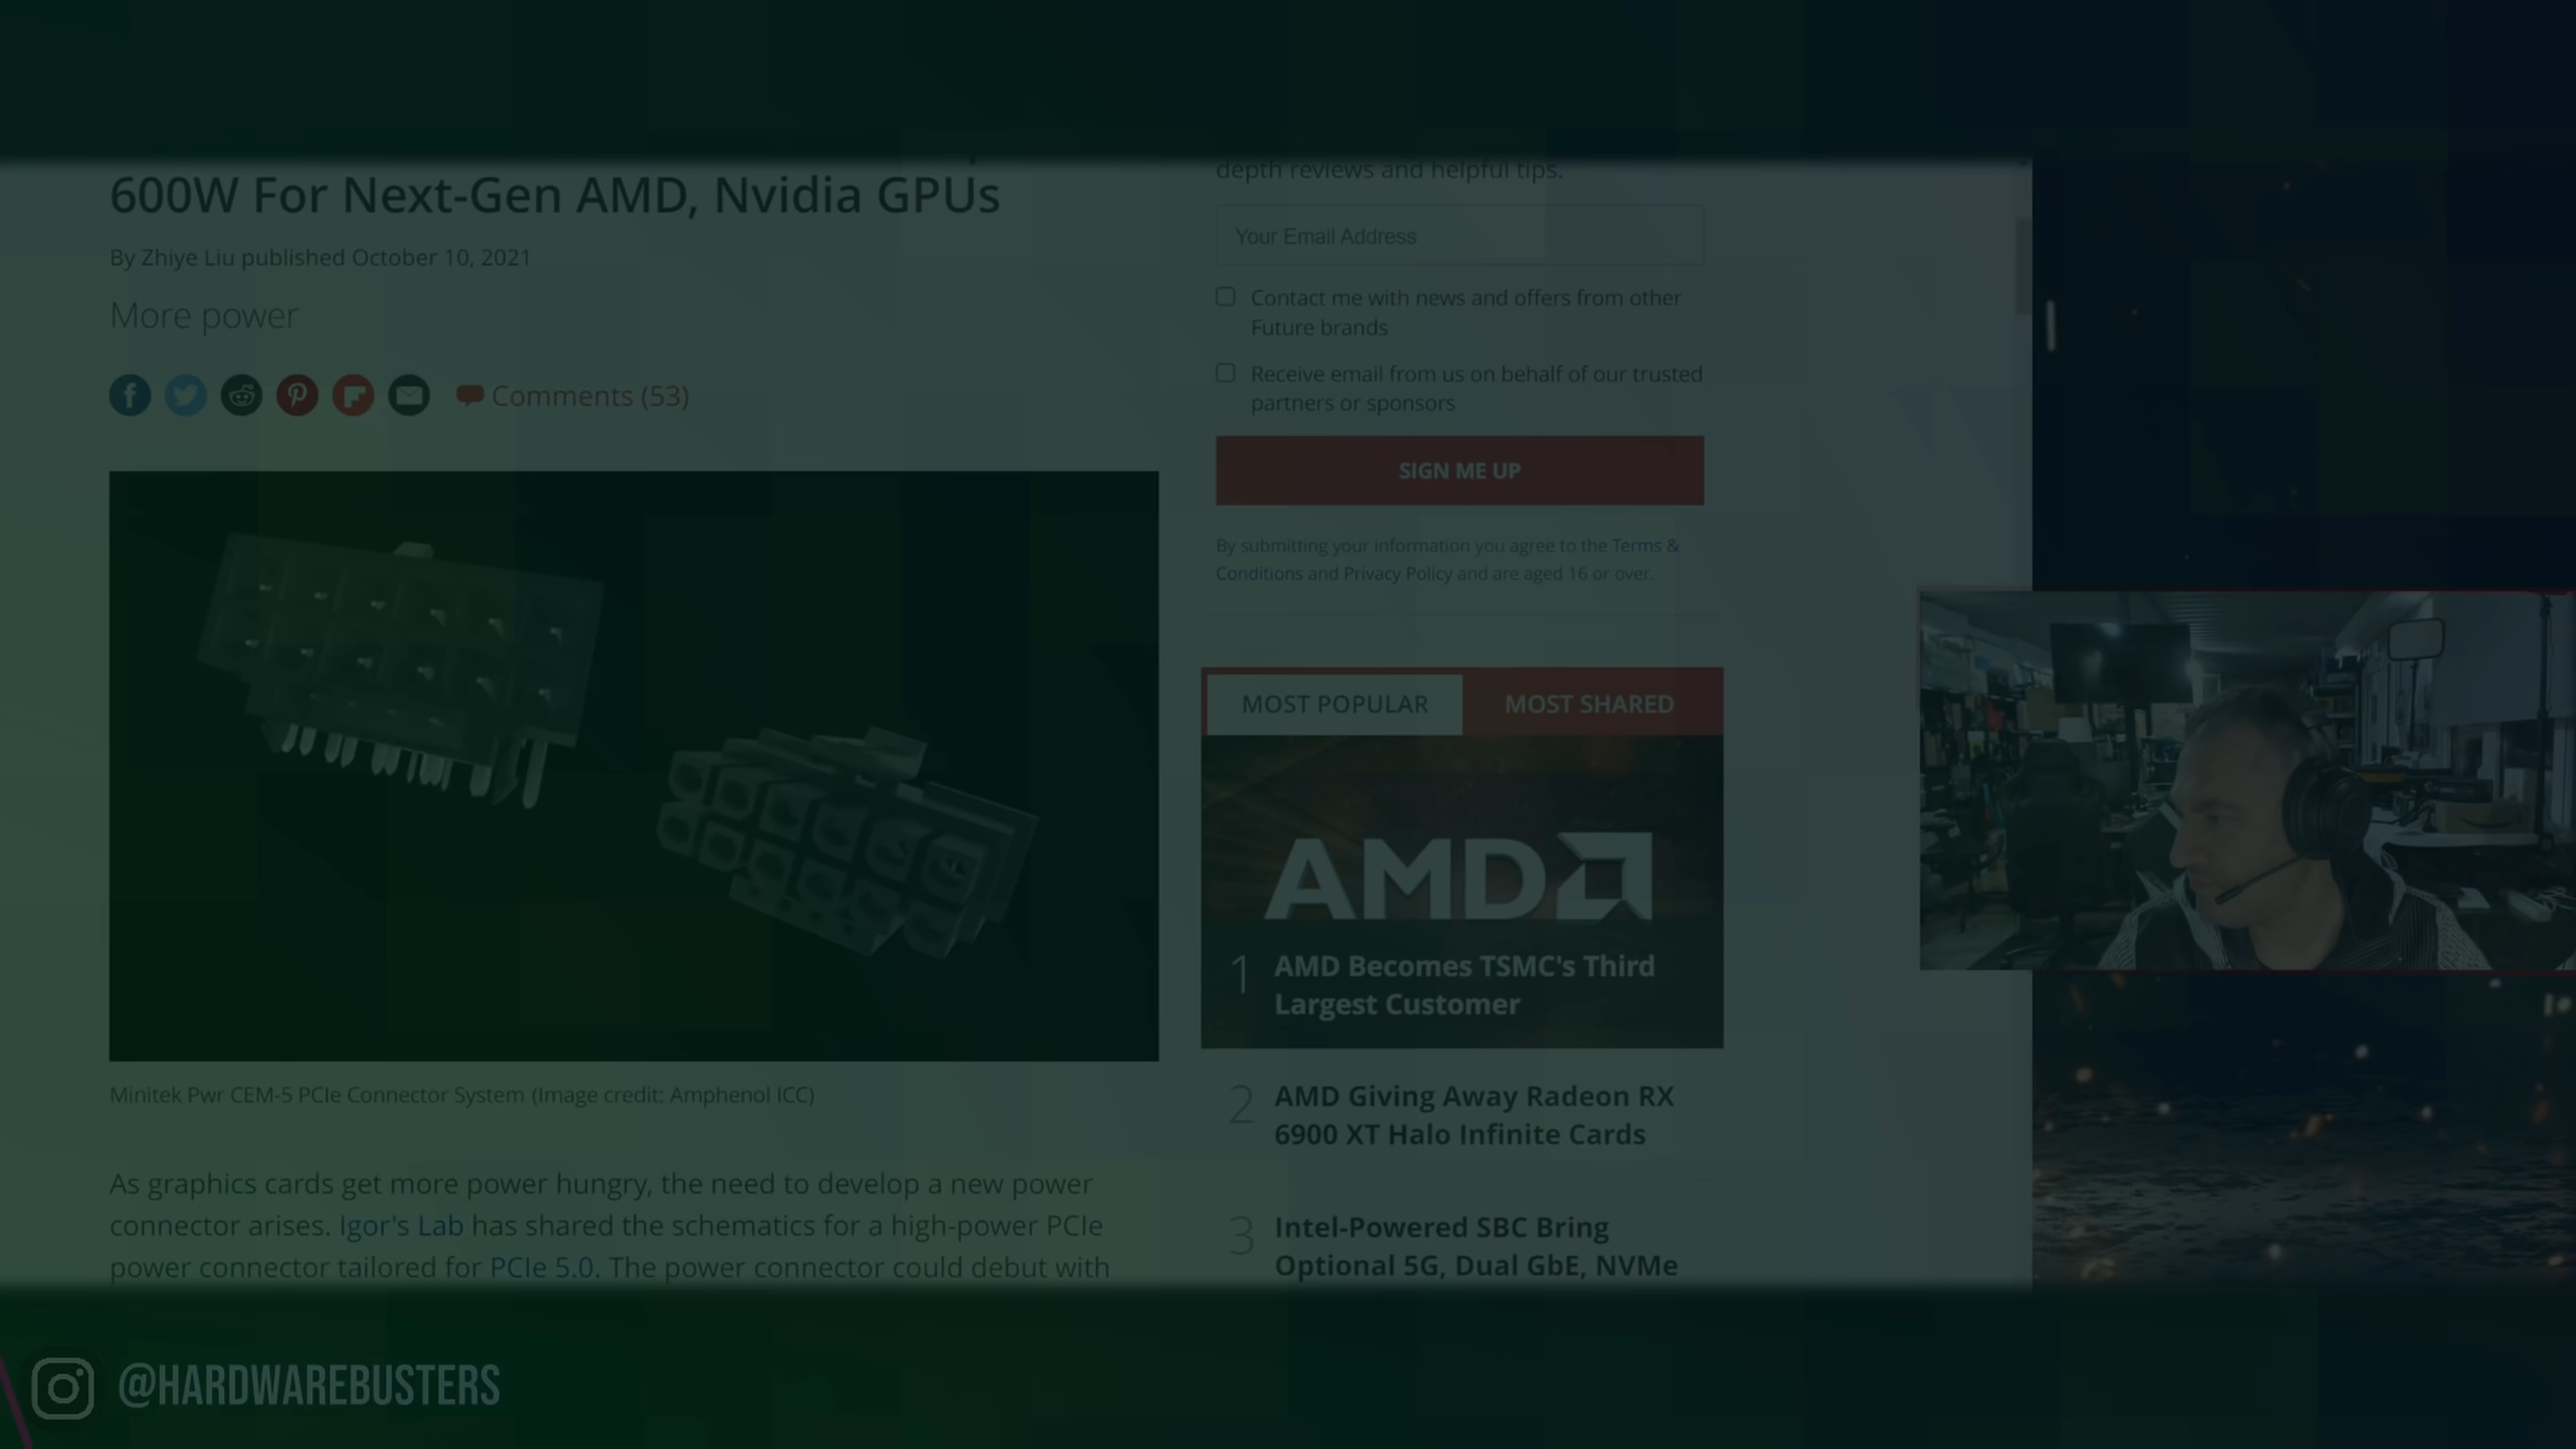 600W For Next-Gen AMD, Nvidia GPUs
By Zhiye Liu published October 10, 2021
More power
Comments (53)
Minitek Pwr CEM-5 PCIe Connector System (Image credit: Amphenol ICC)
As graphics cards get more power hungry, the need to develop a new power
connector arises. Igor's Lab has shared the schematics for a high-power PCIe
power connector tailored for PCIe 5.0. The power connector could debut with
depth reviews and helpful tips.
Your Email Address
Contact me with news and offers from other
Future brands
Receive email from us on behalf of our trusted
partners or sponsors
SIGN ME UP
By submitting your information you agree to the Terms &
Conditions and Privacy Policy and are aged 16 or over.
MOST POPULAR
MOST SHARED
AMD
1 AMD Becomes TSMC's Third
Largest Customer
2 AMD Giving Away Radeon RX
6900 XT Halo Infinite Cards
3 Intel-Powered SBC Bring
Optional 5G, Dual GbE, NVMe
@HARDWAREBUSTERS